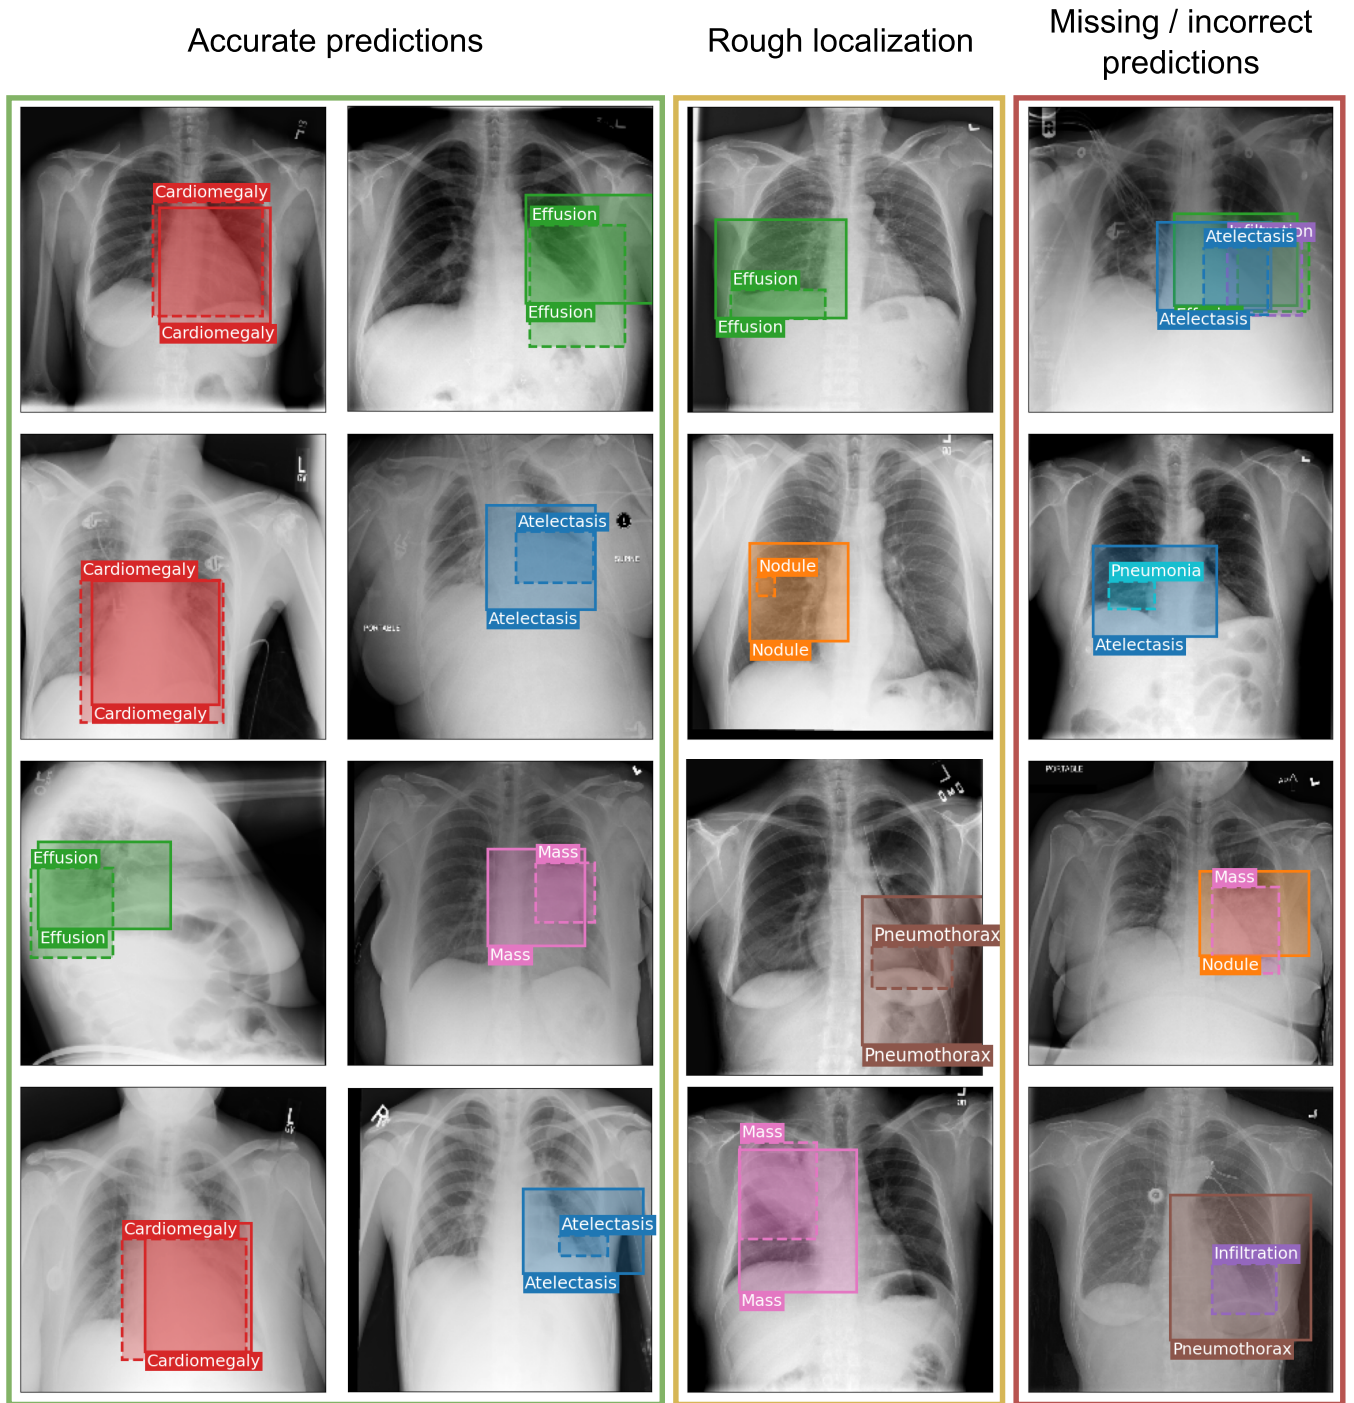 Accurate predictions
Rough localization
Missing / incorrect
predictions
Cardiomegaly
Cardiomegaly
Effusion
Effusion
L
Effusion
Effusion
Atelectasis
Atelectasis
L
Cardiomegaly
Cardiomegaly
Atelectasis
Atelectasis
PORTABLE
Nodule
Nodule
Pneumonia
Atelectasis
Effusion
Effusion
Mass
Mass
L
Pneumothorax
Pneumothorax
PORTABLE
L
Mass
Nodule
Cardiomegaly
Cardiomegaly
R
Atelectasis
Atelectasis
Mass
Mass
L
Infiltration
Pneumothorax